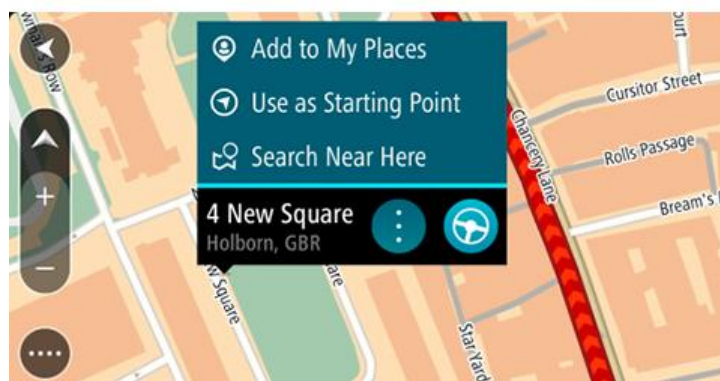 Add to My Places
Use as Starting Point
Search Near Here
4 New Square
Holborn, GBR
Cursitor Street
Chancery Lane
Rolls Passage
Bream's
Square
Star Yard
Row